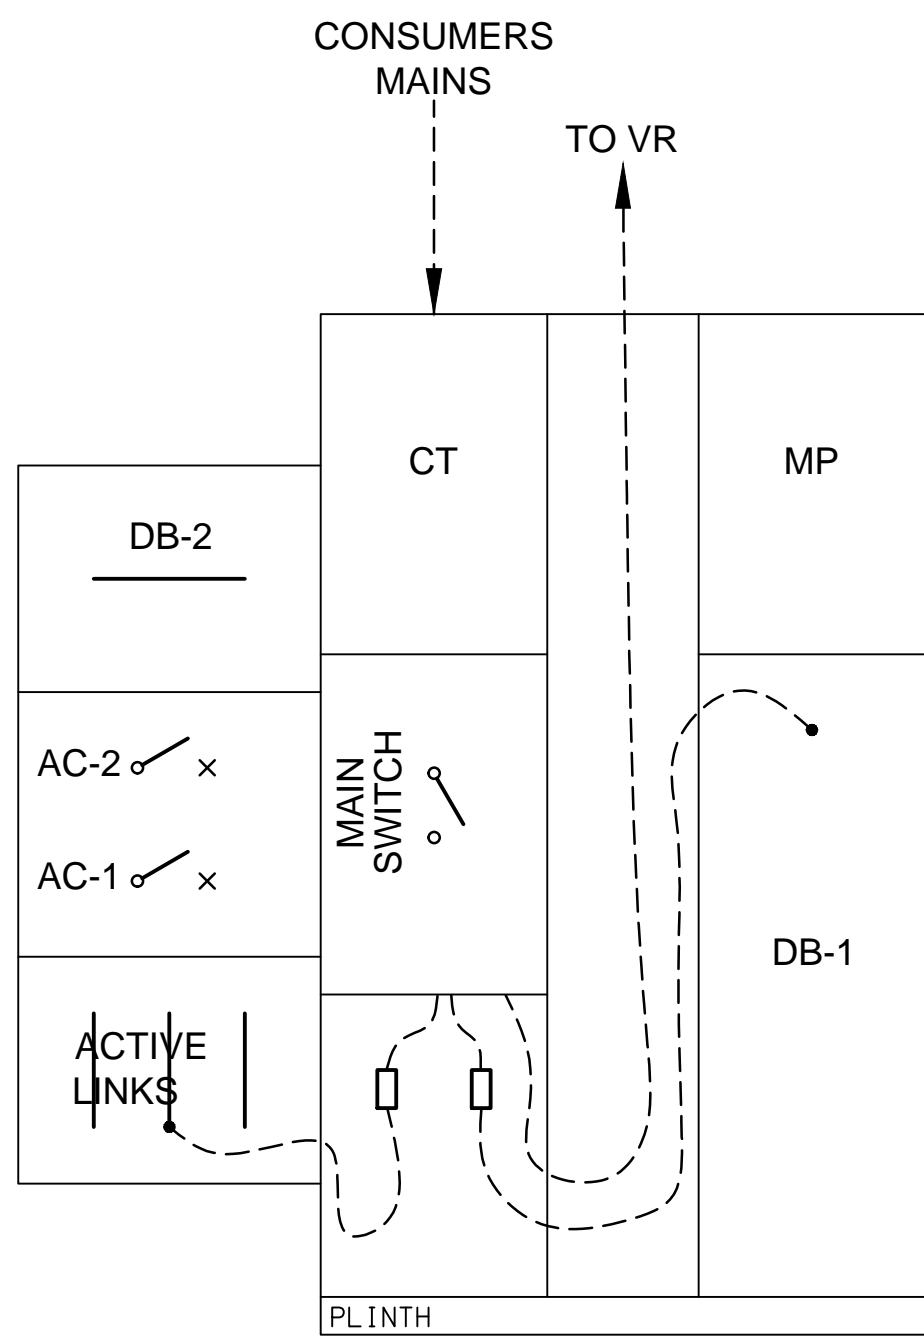 CONSUMERS
MAINS
TO VR
CT
MP
DB-2
MAIN
SWITCH
AC-2
AC-1
DB-1
ACTIVE
LINKS
PLINTH